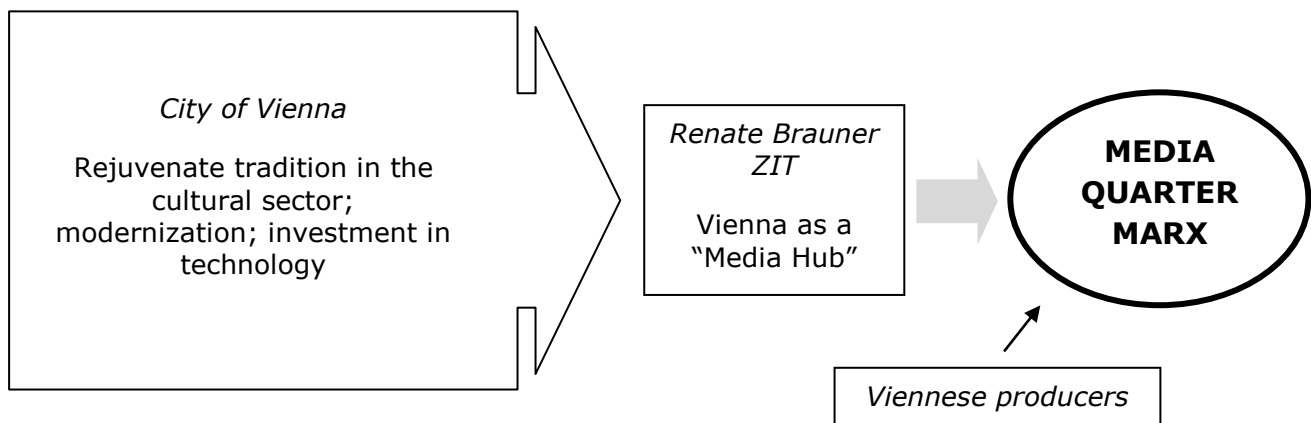 City of Vienna
Rejuvenate tradition in the
cultural sector;
modernization; investment in
technology
Renate Brauner
ZIT
Vienna as a
“Media Hub”
MEDIA
QUARTER
MARX
Viennese producers